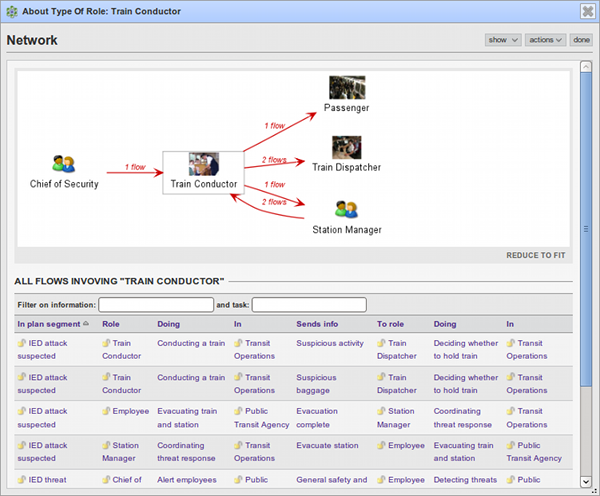 About Type Of Role: Train Conductor
Network
show actions done
Passenger
1 flow
Train Dispatcher
2 flows
Chief of Security
1 flow
Train Conductor
1 flow
2 flows
Station Manager
REDUCE TO FIT
ALL FLOWS INVOVING "TRAIN CONDUCTOR"
Filter on information: and task:
In plan segment Role Doing In Sends info To role Doing In
IED attack Train Conducting a train Transit Suspicious activity Train Deciding whether Transit
suspected Conductor Operations Dispatcher to hold train Operations
IED attack Train Conducting a train Transit Suspicious Train Deciding whether Transit
suspected Conductor Operations baggage Dispatcher to hold train Operations
IED attack Employee Evacuating train Public Evacuation Station Coordinating Transit
suspected and station Transit Agency complete Manager threat response Operations
IED attack Station Coordinating Transit Evacuate station Employee Evacuating train Public
suspected Manager threat response Operations and station Transit Agency
IED threat Chief of Alert employees Public General safety and Employee Detecting threats Public